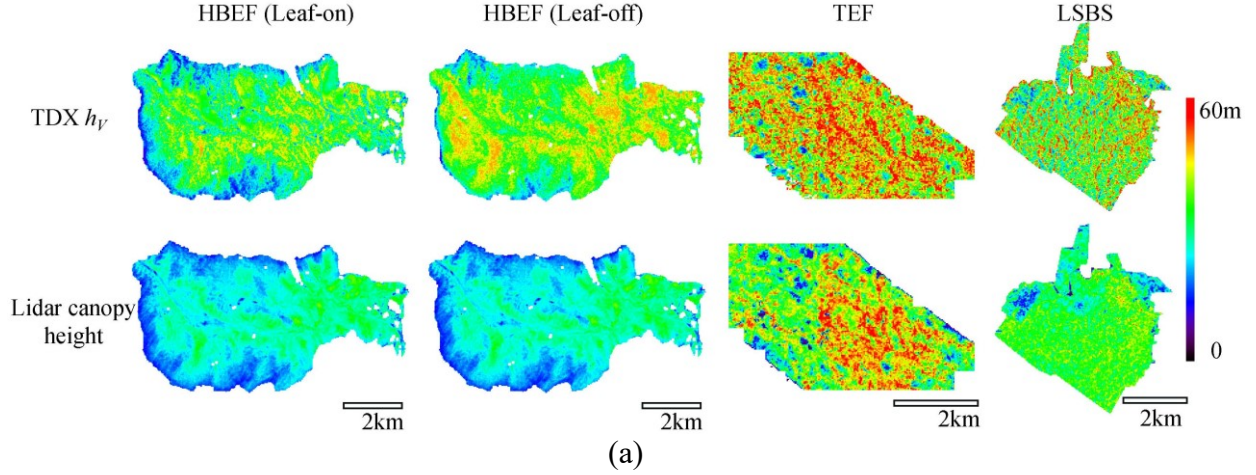 HBEF (Leaf-on)
HBEF (Leaf-off)
TEF
LSBS
TDX hV
60m
Lidar canopy
height
0
2km
2km
2km
2km
(a)